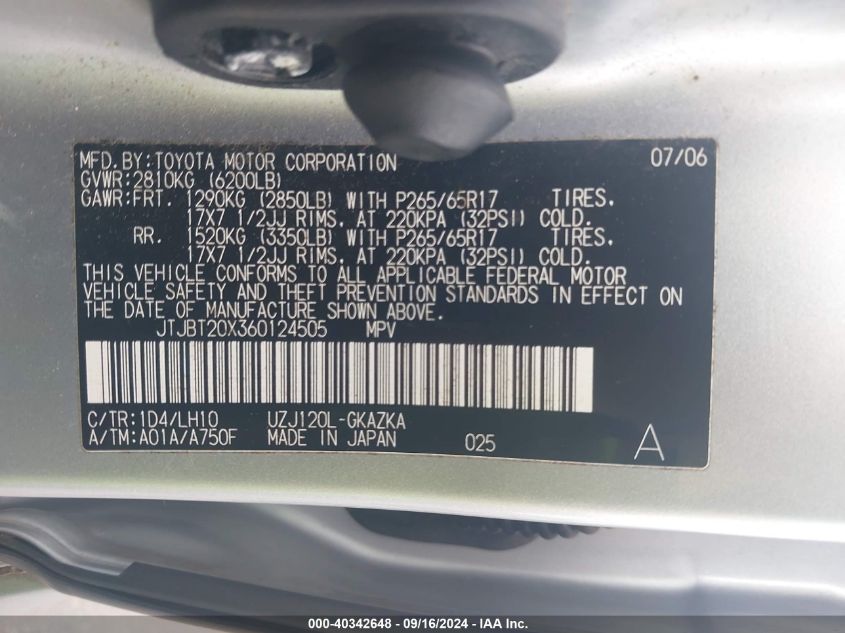 MFD.BY:TOYOTA MOTOR CORPORATION 07/06
GVWR:2810KG (6200LB)
GAWR:FRT. 1290KG (2850LB) WITH P265/65R17 TIRES.
17X7 1/2JJ RIMS. AT 220KPA (32PSI) COLD.
RR. 1520KG (3350LB) WITH P265/65R17 TIRES.
17X7 1/2JJ RIMS. AT 220KPA (32PSI) COLD.
THIS VEHICLE CONFORMS TO ALL APPLICABLE FEDERAL MOTOR
VEHICLE SAFETY AND THEFT PREVENTION STANDARDS IN EFFECT ON
THE DATE OF MANUFACTURE SHOWN ABOVE.
JTJBT20X360124505 MPV
C/TR:1D4/LH10 UZJ120L-GKAZKA
A/TM:A01A/A750F MADE IN JAPAN 025 A
000-40342648 - 09/16/2024 - IAA Inc.